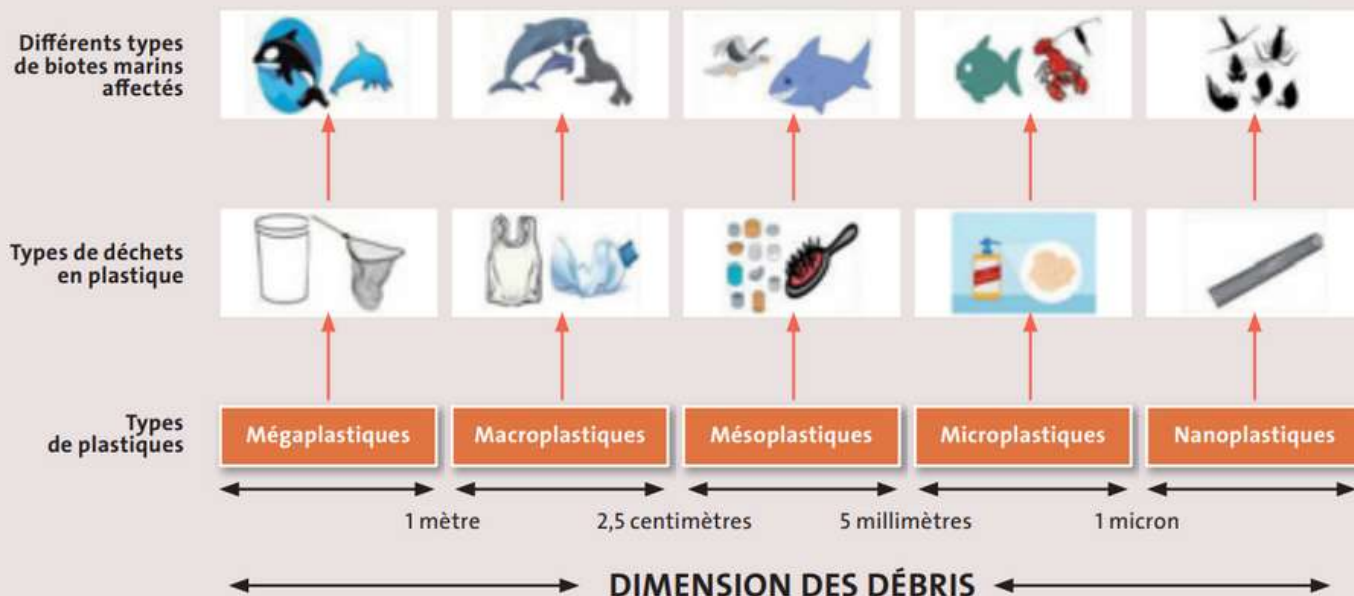 Différents types
de biotes marins
affectés
Types de déchets
en plastique
Types
de plastiques
Mégaplastiques
Macroplastiques
Mésoplastiques
Microplastiques
Nanoplastiques
1 mètre
2,5 centimètres
5 millimètres
1 micron
DIMENSION DES DÉBRIS